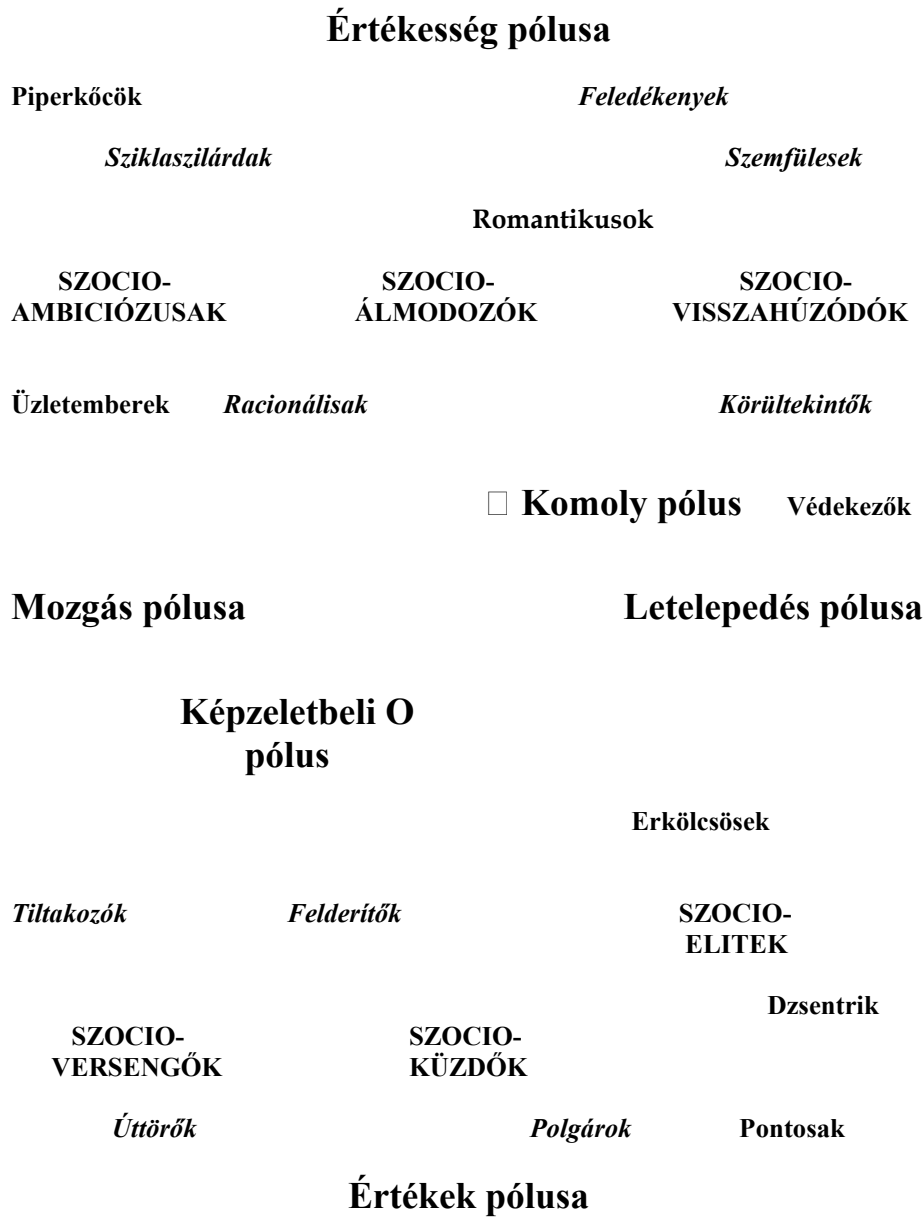 Értékesség pólusa
Piperkőcök Feledékenyek
Sziklaszilárdak Szemfülesek
Romantikusok
SZOCIO- SZOCIO- SZOCIO-
AMBICIÓZUSAK ÁLMODOZÓK VISSZAHÚZÓDÓK
Üzletemberek Racionálisak Körültekintők
□ Komoly pólus Védekezők
Mozgás pólusa Letelepedés pólusa
Képzeletbeli O
pólus
Erkölcsösek
Tiltakozók Felderítők SZOCIO-
ELITEK
Dzsentrik
SZOCIO- SZOCIO-
VERSENGŐK KÜZDŐK
Úttörők Polgárok Pontosak
Értékek pólusa